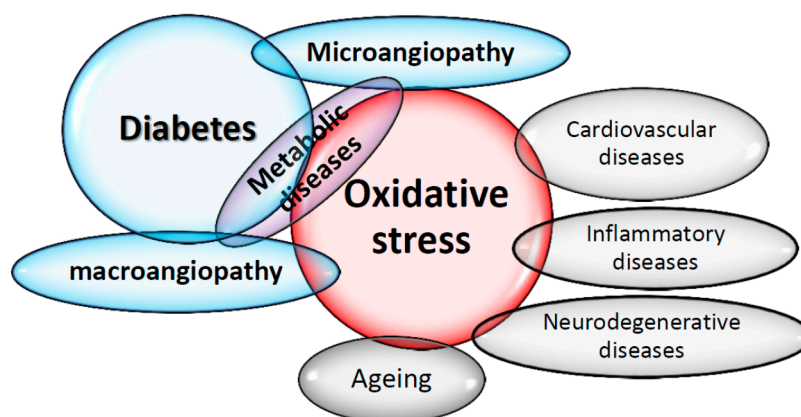 Microangiopathy
Diabetes
Metabolic
diseases
Oxidative
stress
macroangiopathy
Cardiovascular
diseases
Inflammatory
diseases
Neurodegenerative
diseases
Ageing